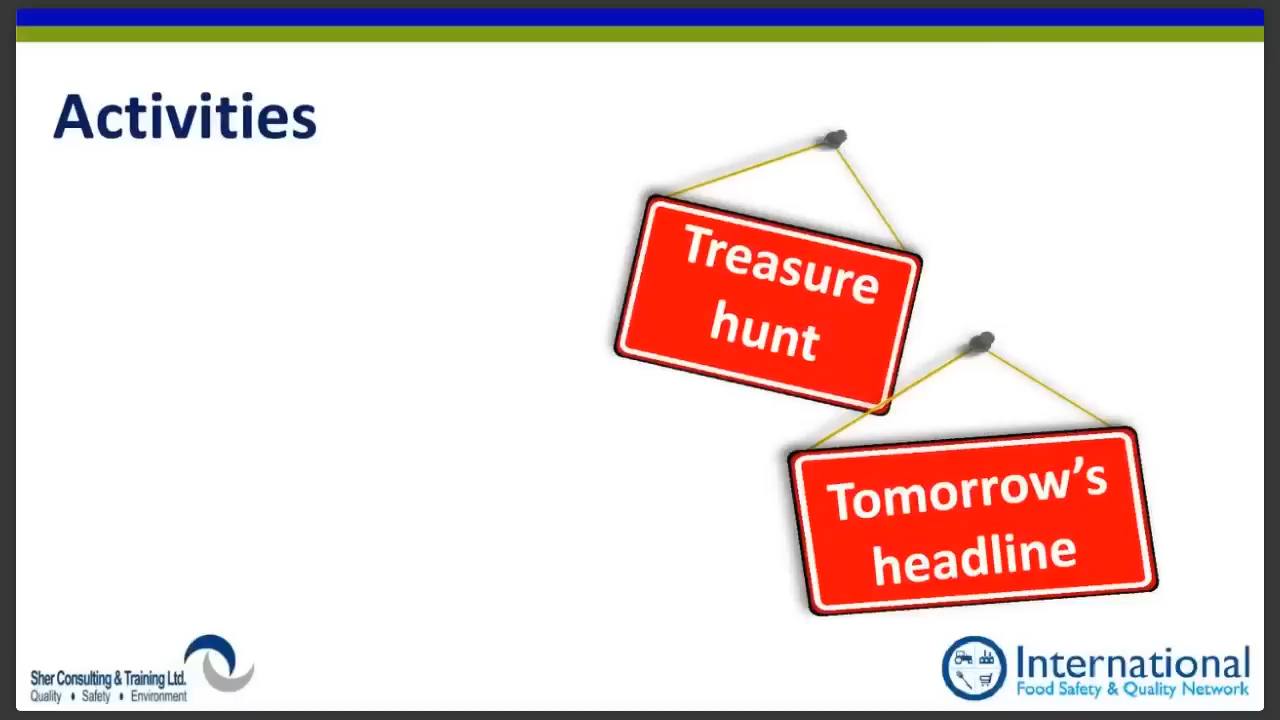 Activities
Treasure
hunt
Tomorrow's
headline
Sher Consulting & Training Ltd.
Quality • Safety • Environment
International
Food Safety & Quality Network